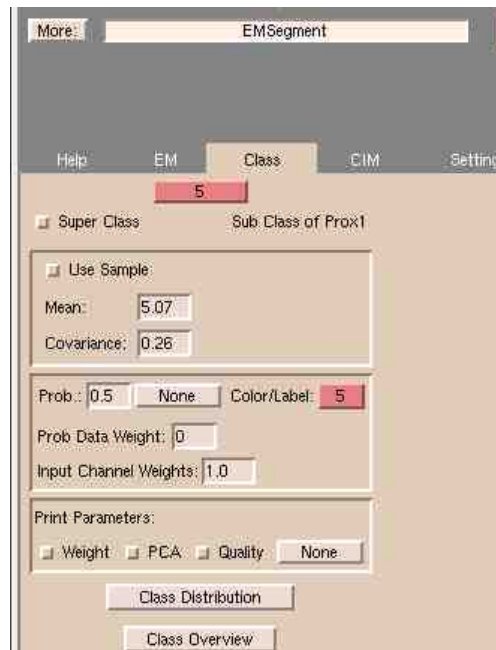 More: EMSegment
Help EM Class CIM Setting
5
Super Class Sub Class of Prox1
Use Sample
Mean: 5.07
Covariance: 0.26
Prob.: 0.5 None Color/Label: 5
Prob Data Weight: 0
Input Channel Weights: 1.0
Print Parameters:
Weight PCA Quality None
Class Distribution
Class Overview